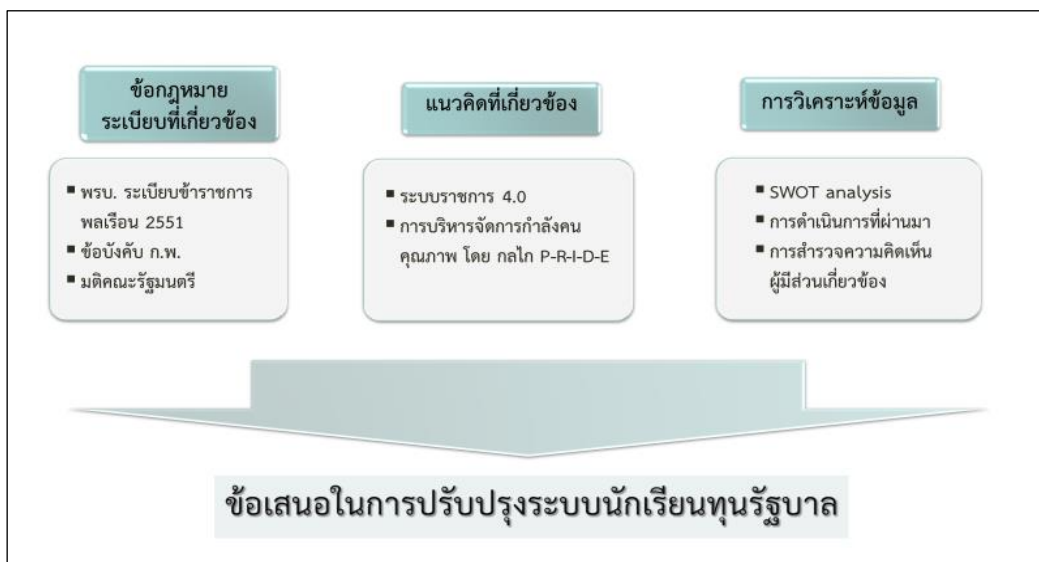 ข้อกฎหมาย
ระเบียบที่เกี่ยวข้อง
▪ พรบ. ระเบียบข้าราชการ
พลเรือน 2551
▪ ข้อบังคับ ก.พ.
▪ มติคณะรัฐมนตรี
แนวคิดที่เกี่ยวข้อง
▪ ระบบราชการ 4.0
▪ การบริหารจัดการกำลังคน
คุณภาพ โดย กลไก P-R-I-D-E
การวิเคราะห์ข้อมูล
▪ SWOT analysis
▪ การดำเนินการที่ผ่านมา
▪ การสำรวจความคิดเห็น
ผู้มีส่วนเกี่ยวข้อง
ข้อเสนอในการปรับปรุงระบบนักเรียนทุนรัฐบาล